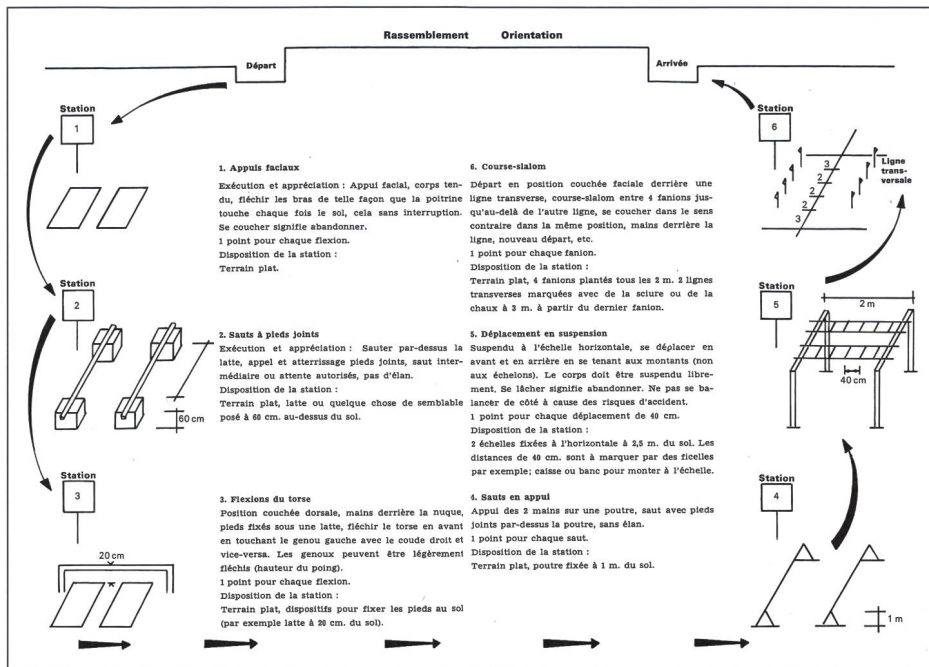 Rassemblement Orientation
Départ
Arrivée
Station
1
1. Appuis faciaux
Exécution et appréciation : Appui facial, corps ten-
du, fléchir les bras de telle façon que la poitrine
touche chaque fois le sol, cela sans interruption.
Se coucher signifie abandonner.
1 point pour chaque flexion.
Disposition de la station :
Terrain plat.
Station
2
60 cm
2. Sauts à pieds joints
Exécution et appréciation : Sauter par-dessus la
latte, appel et atterrissage pieds joints, saut inter-
médiaire ou attente autorisés, pas d'élan.
Disposition de la station :
Terrain plat, latte ou quelque chose de semblable
posé à 60 cm. au-dessus du sol.
Station
3
20 cm
3. Flexions du torse
Position couchée dorsale, mains derrière la nuque,
pieds fixés sous une latte, fléchir le torse en avant
en touchant le genou gauche avec le coude droit et
vice-versa. Les genoux peuvent être légèrement
fléchis (hauteur du poing).
1 point pour chaque flexion.
Disposition de la station :
Terrain plat, dispositifs pour fixer les pieds au sol
(par exemple latte à 20 cm. du sol).
6. Course-slalom
Départ en position couchée faciale derrière une
ligne transverse, course-slalom entre 4 fanions jus-
qu'au-delà de l'autre ligne, se coucher dans le sens
contraire dans la même position, mains derrière la
ligne, nouveau départ, etc.
1 point pour chaque fanion.
Disposition de la station :
Terrain plat, 4 fanions plantés tous les 2 m. 2 lignes
transverses marquées avec de la sciure ou de la
chaux à 3 m. à partir du dernier fanion.
Station
6
3
2
2
2
3
Ligne
trans-
versale
5. Déplacement en suspension
Suspendu à l'échelle horizontale, se déplacer en
avant et en arrière en se tenant aux montants (non
aux échelons). Le corps doit être suspendu libre-
ment. Se lâcher signifie abandonner. Ne pas se ba-
lancer de côté à cause des risques d'accident.
1 point pour chaque déplacement de 40 cm.
Disposition de la station :
2 échelles fixées à l'horizontale à 2,5 m. du sol. Les
distances de 40 cm. sont à marquer par des ficelles
par exemple; caisse ou banc pour monter à l'échelle.
Station
5
2 m
40 cm
4. Sauts en appui
Appui des 2 mains sur une poutre, saut avec pieds
joints par-dessus la poutre, sans élan.
1 point pour chaque saut.
Disposition de la station :
Terrain plat, poutre fixée à 1 m. du sol.
Station
4
1 m